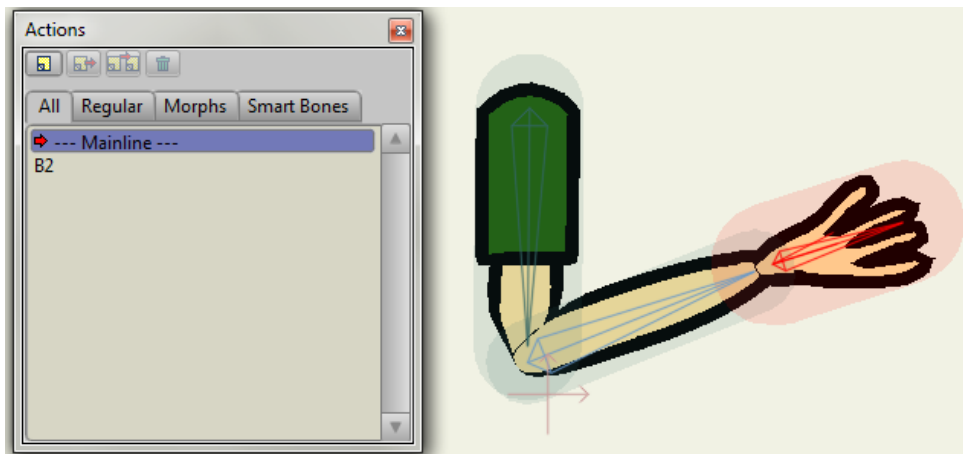 Actions
All Regular Morphs Smart Bones
--- Mainline ---
B2